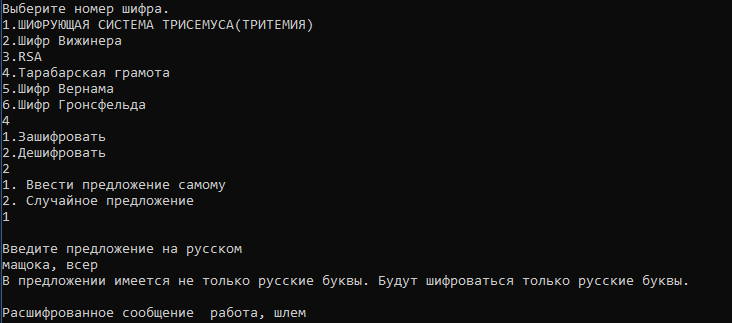 Выберите номер шифра.
1.ШИФРУЮЩАЯ СИСТЕМА ТРИСЕМУСА(ТРИТЕМИЯ)
2.Шифр Вижинера
3.RSA
4.Тарабарская грамота
5.Шифр Вернама
6.Шифр Гронсфельда
4
1.Зашифровать
2.Дешифровать
2
1. Ввести предложение самому
2. Случайное предложение
1
Введите предложение на русском
мащока, всер
В предложении имеется не только русские буквы. Будут шифроваться только русские буквы.
Расшифрованное сообщение  работа, шлем